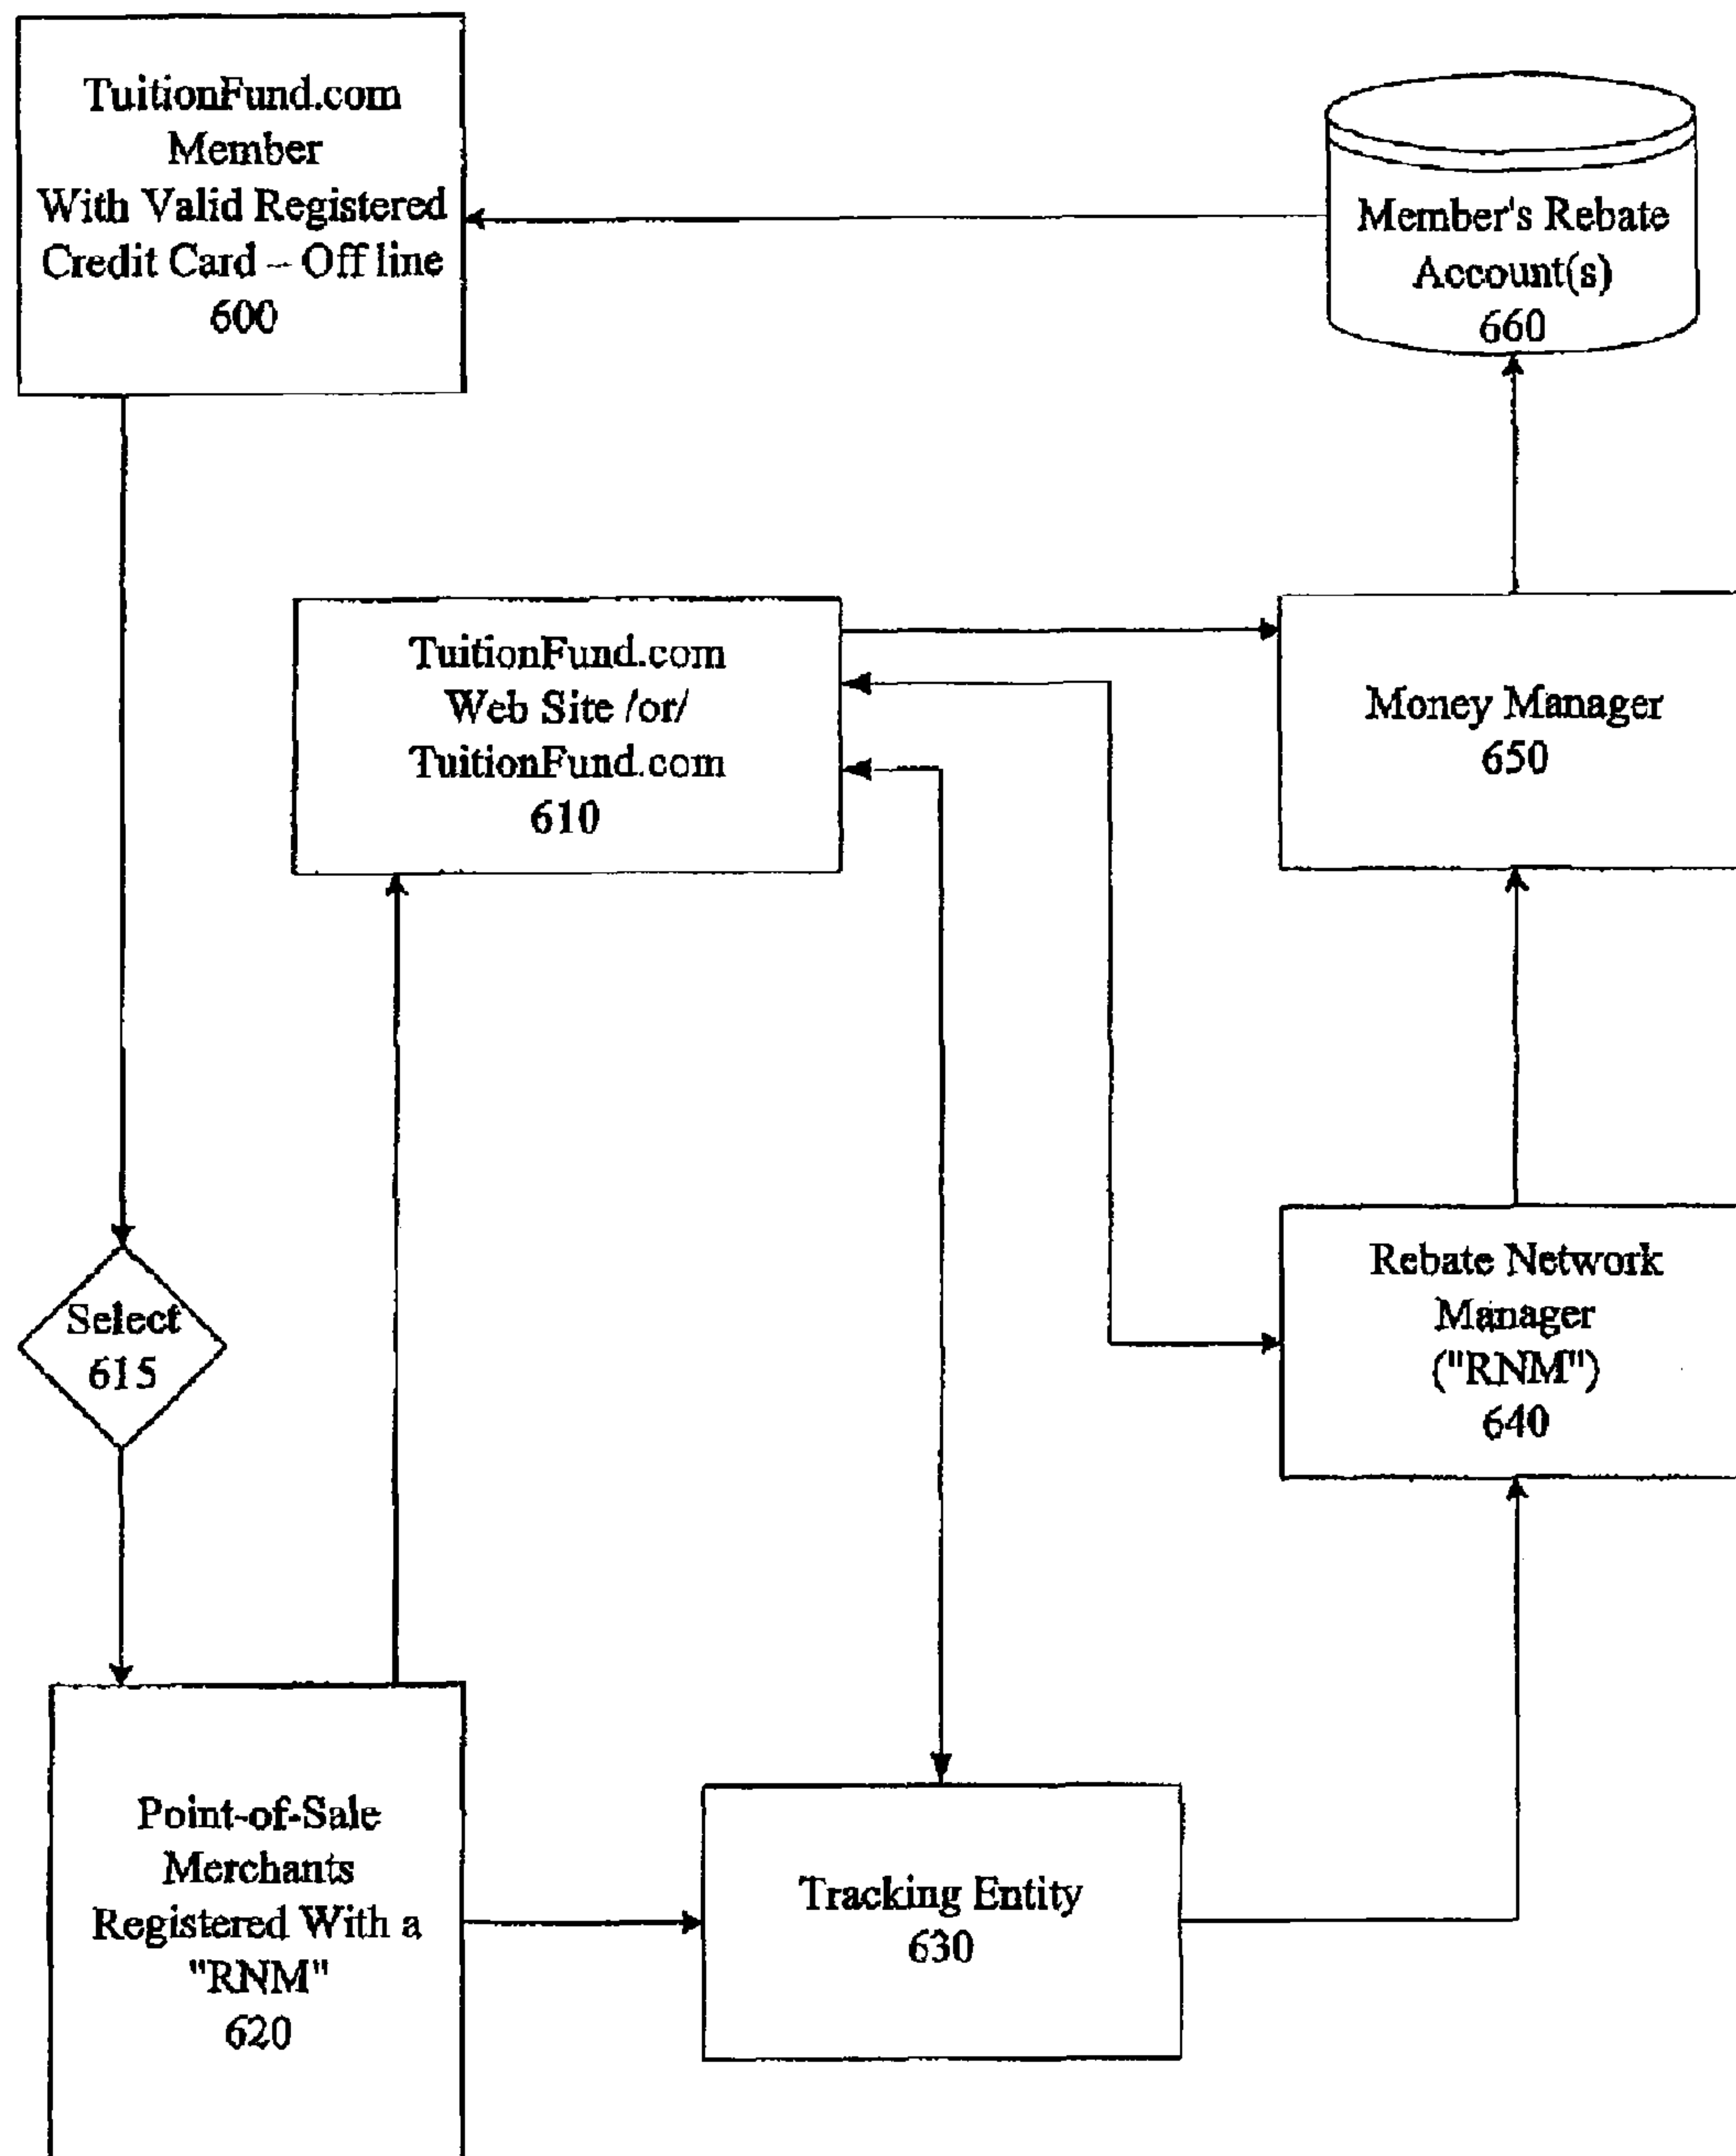 TuitionFund.com
Member
With Valid Registered
Credit Card – Off line
600
Member's Rebate
Account(s)
660
TuitionFund.com
Web Site /or/
TuitionFund.com
610
Money Manager
650
Select
615
Rebate Network
Manager
("RNM")
640
Point-of-Sale
Merchants
Registered With a
"RNM"
620
Tracking Entity
630